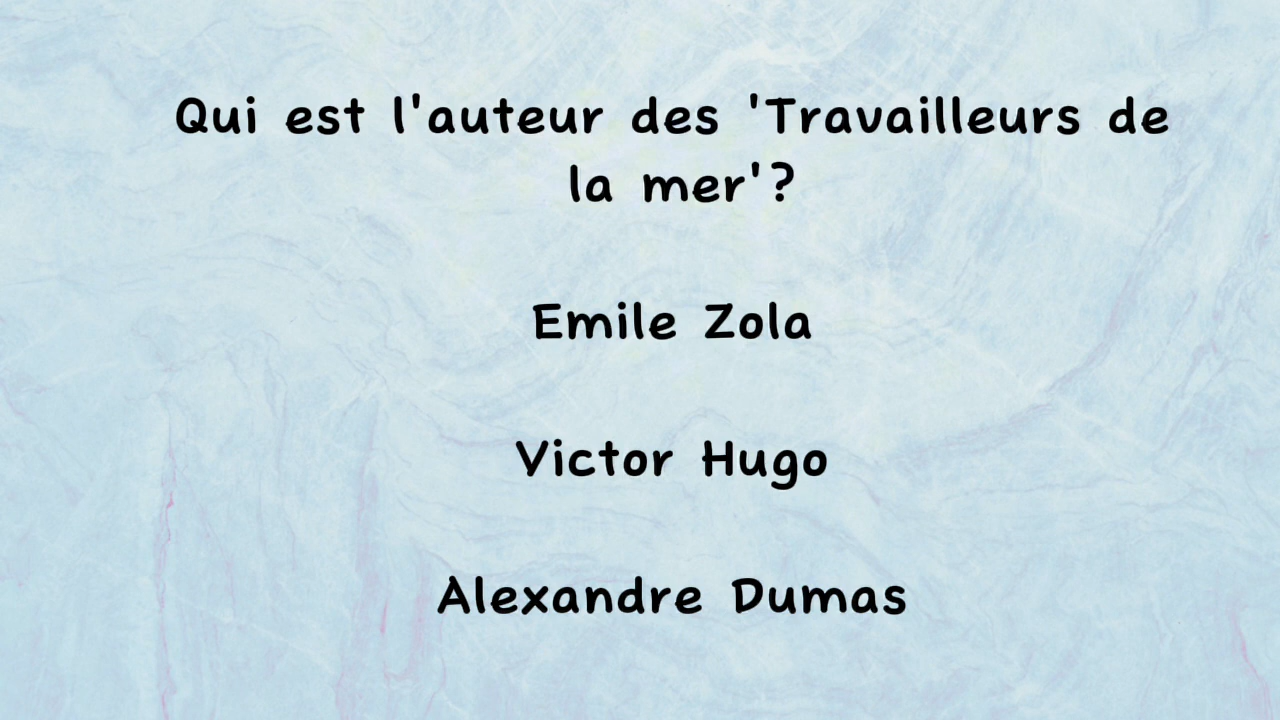 Qui est l'auteur des 'Travailleurs de
la mer'?
Emile Zola
Victor Hugo
Alexandre Dumas